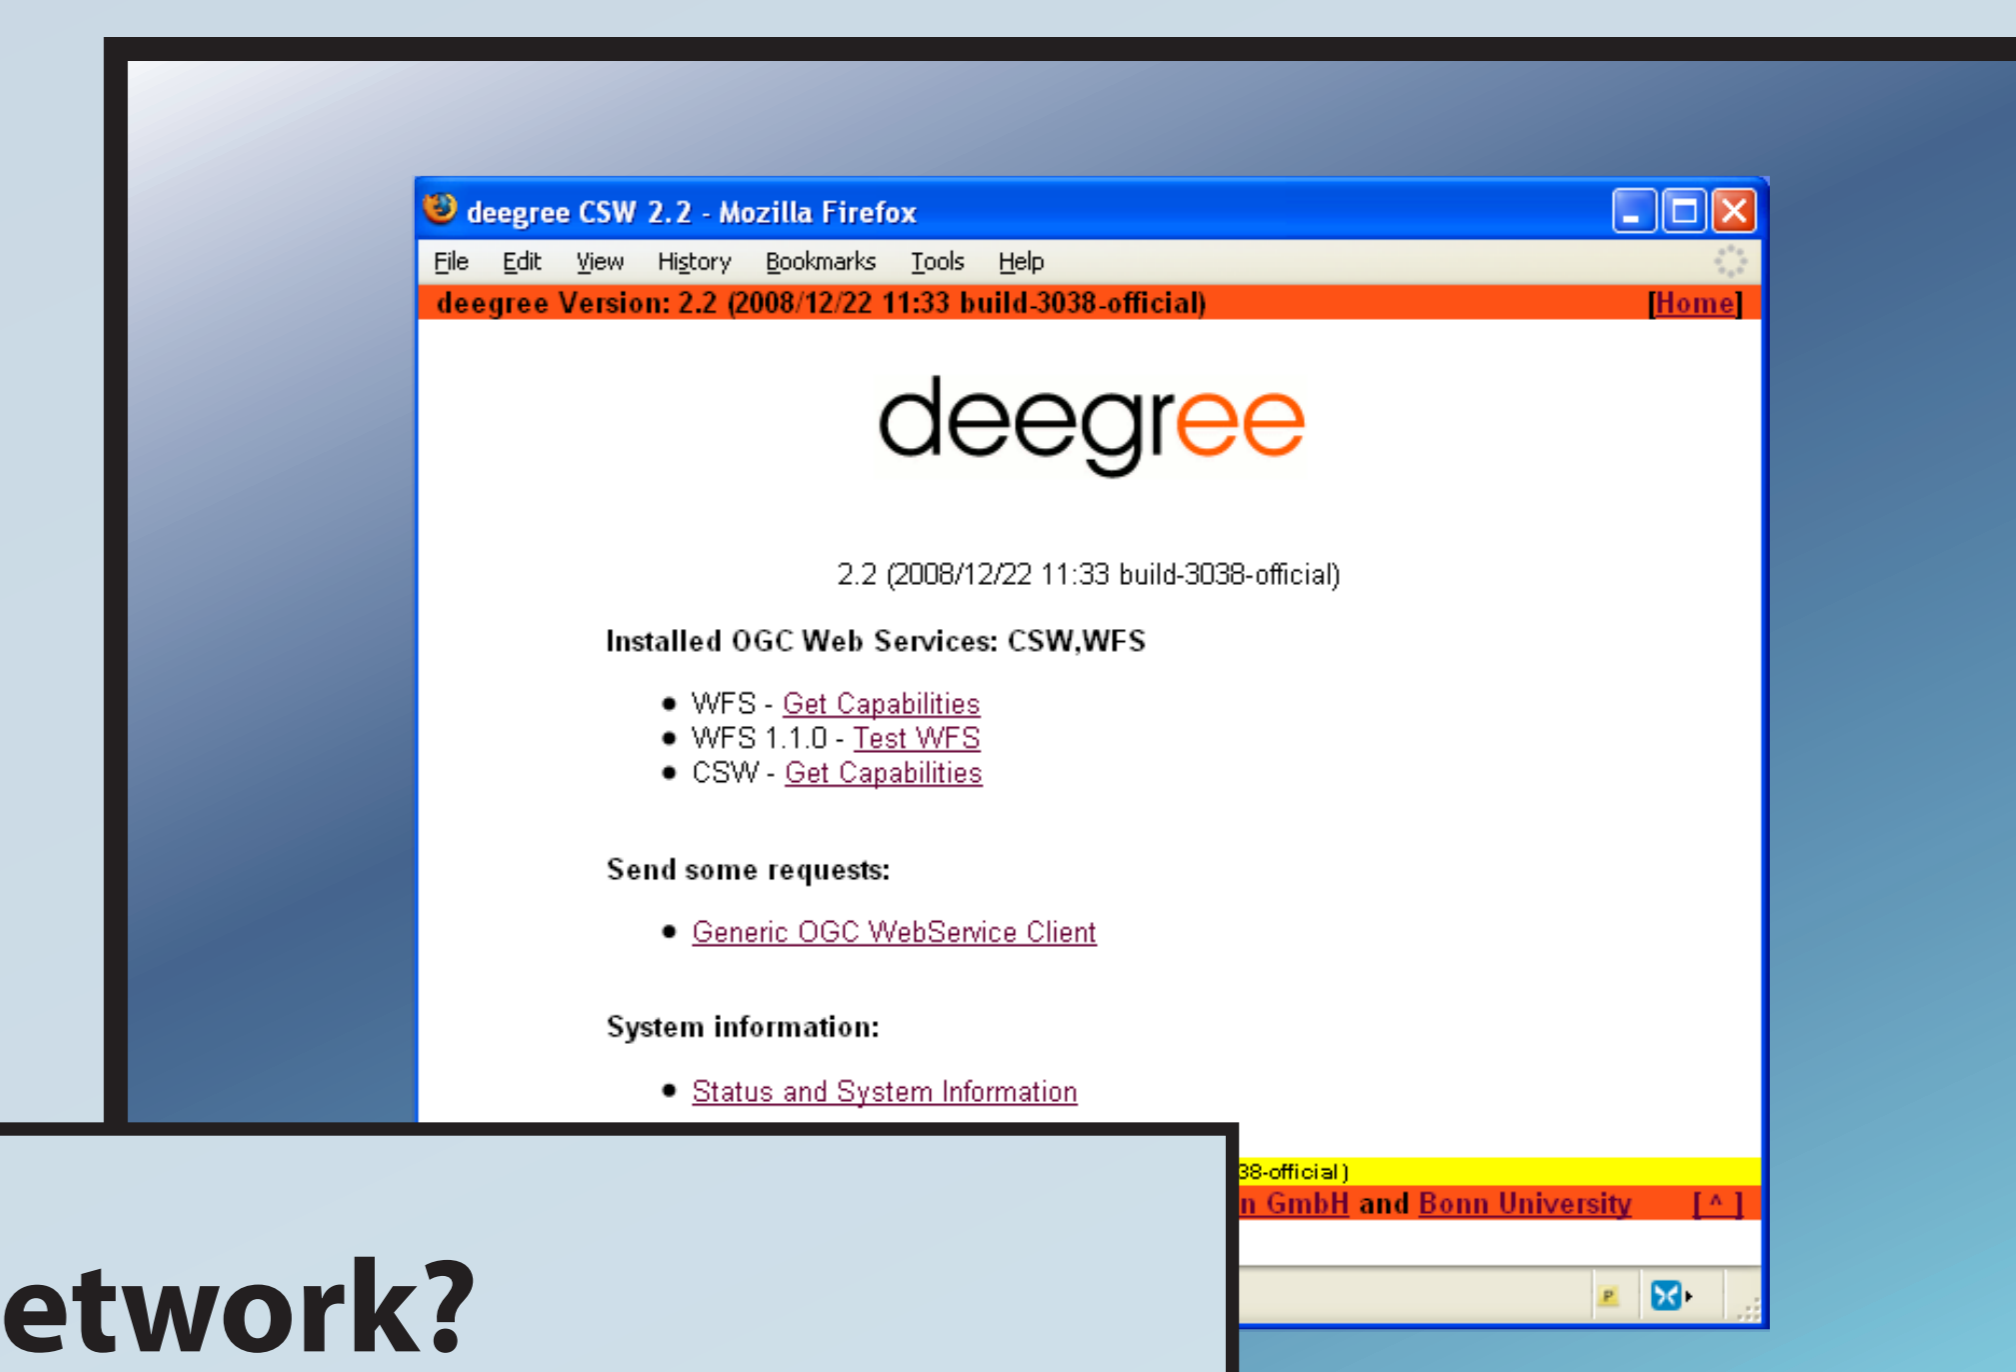 deegree CSW 2.2 - Mozilla Firefox
File Edit View History Bookmarks Tools Help
deegree Version: 2.2 (2008/12/22 11:33 build-3038-official) [Home]
deegree
2.2 (2008/12/22 11:33 build-3038-official)
Installed OGC Web Services: CSW,WFS
WFS - Get Capabilities
WFS 1.1.0 - Test WFS
CSW - Get Capabilities
Send some requests:
Generic OGC WebService Client
System information:
Status and System Information
38-official)
n GmbH and Bonn University [ ^ ]
P
etwork?